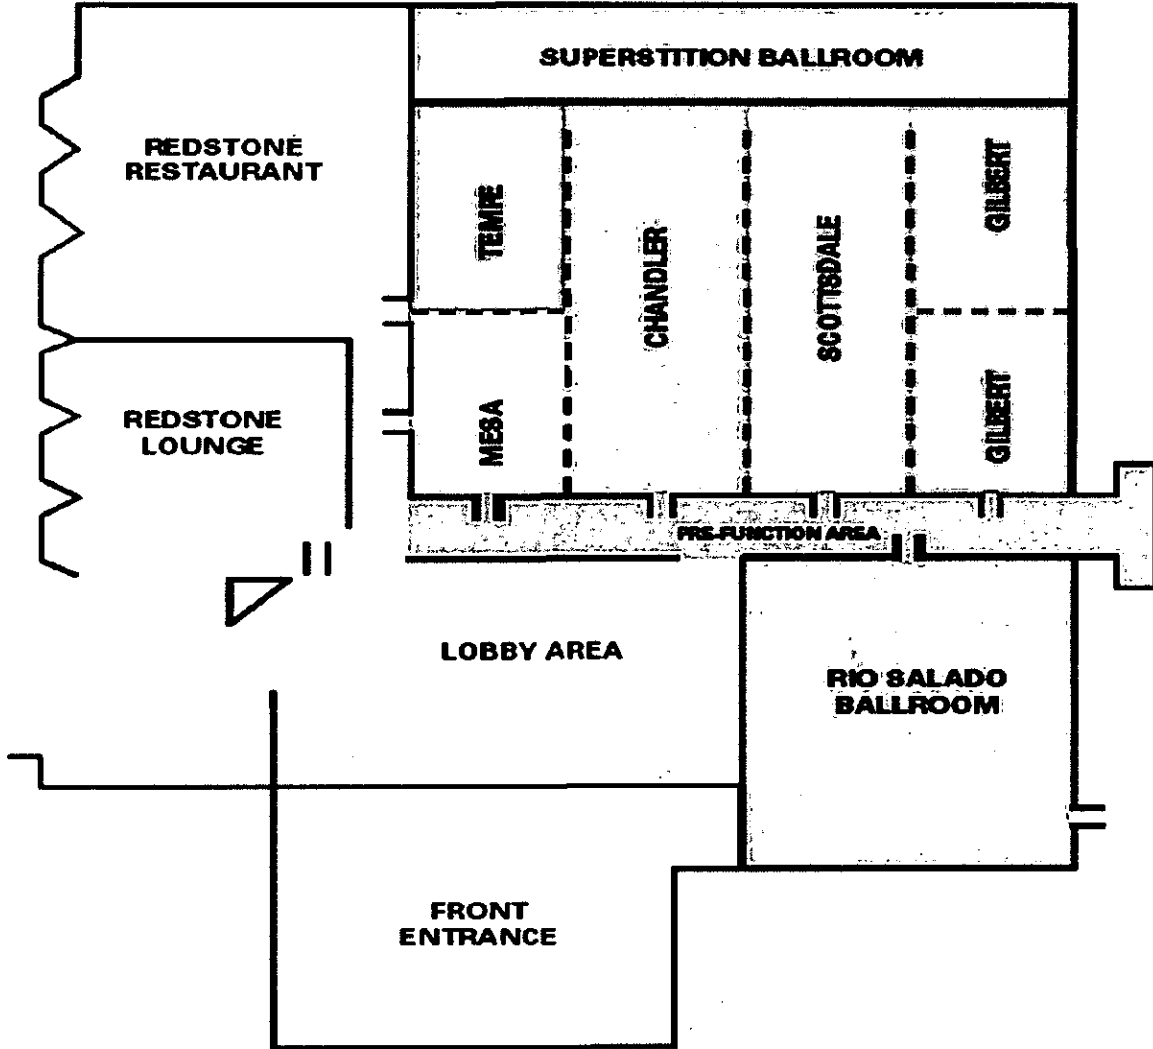 SUPERSTITION BALLROOM
REDSTONE
RESTAURANT
TEMPE
CHANDLER
SCOTTSDALE
GILBERT
REDSTONE
LOUNGE
MESA
GILBERT
PRE-FUNCTION AREA
LOBBY AREA
RIO SALADO
BALLROOM
FRONT
ENTRANCE